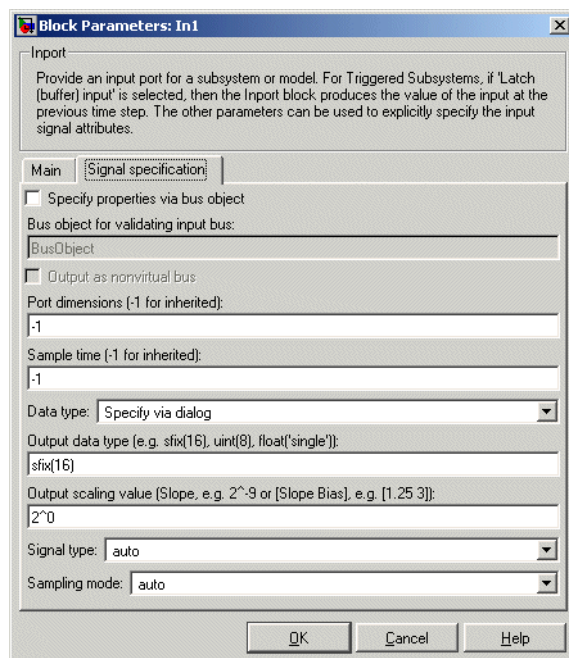 Block Parameters: In1
Inport
Provide an input port for a subsystem or model. For Triggered Subsystems, if 'Latch
(buffer) input' is selected, then the Inport block produces the value of the input at the
previous time step. The other parameters can be used to explicitly specify the input
signal attributes.
Main
Signal specification
Specify properties via bus object
Bus object for validating input bus:
BusObject
Output as nonvirtual bus
Port dimensions (-1 for inherited):
-1
Sample time (-1 for inherited):
-1
Data type: Specify via dialog
Output data type (e.g. sfix(16), uint(8), float('single')):
sfix(16)
Output scaling value (Slope, e.g. 2^-9 or [Slope Bias], e.g. [1.25 3]):
2^0
Signal type: auto
Sampling mode: auto
OK
Cancel
Help